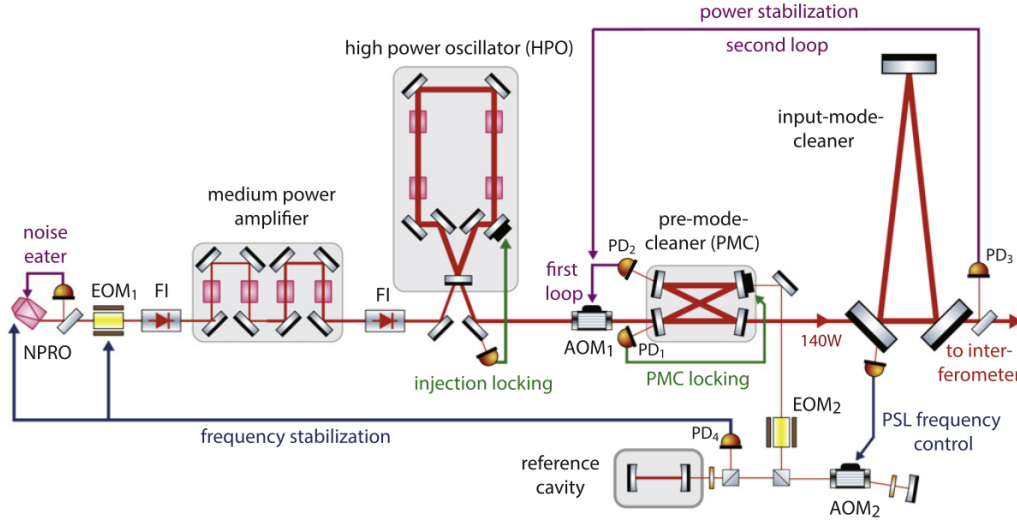 power stabilization
second loop
high power oscillator (HPO)
input-mode-
cleaner
medium power
amplifier
pre-mode-
cleaner (PMC)
noise
eater
PD2
first
loop
PD3
EOM1
FI
FI
NPRO
AOM1
PD1
140W
to inter-
ferometer
injection locking
PMC locking
EOM2
PSL frequency
control
frequency stabilization
PD4
reference
cavity
AOM2